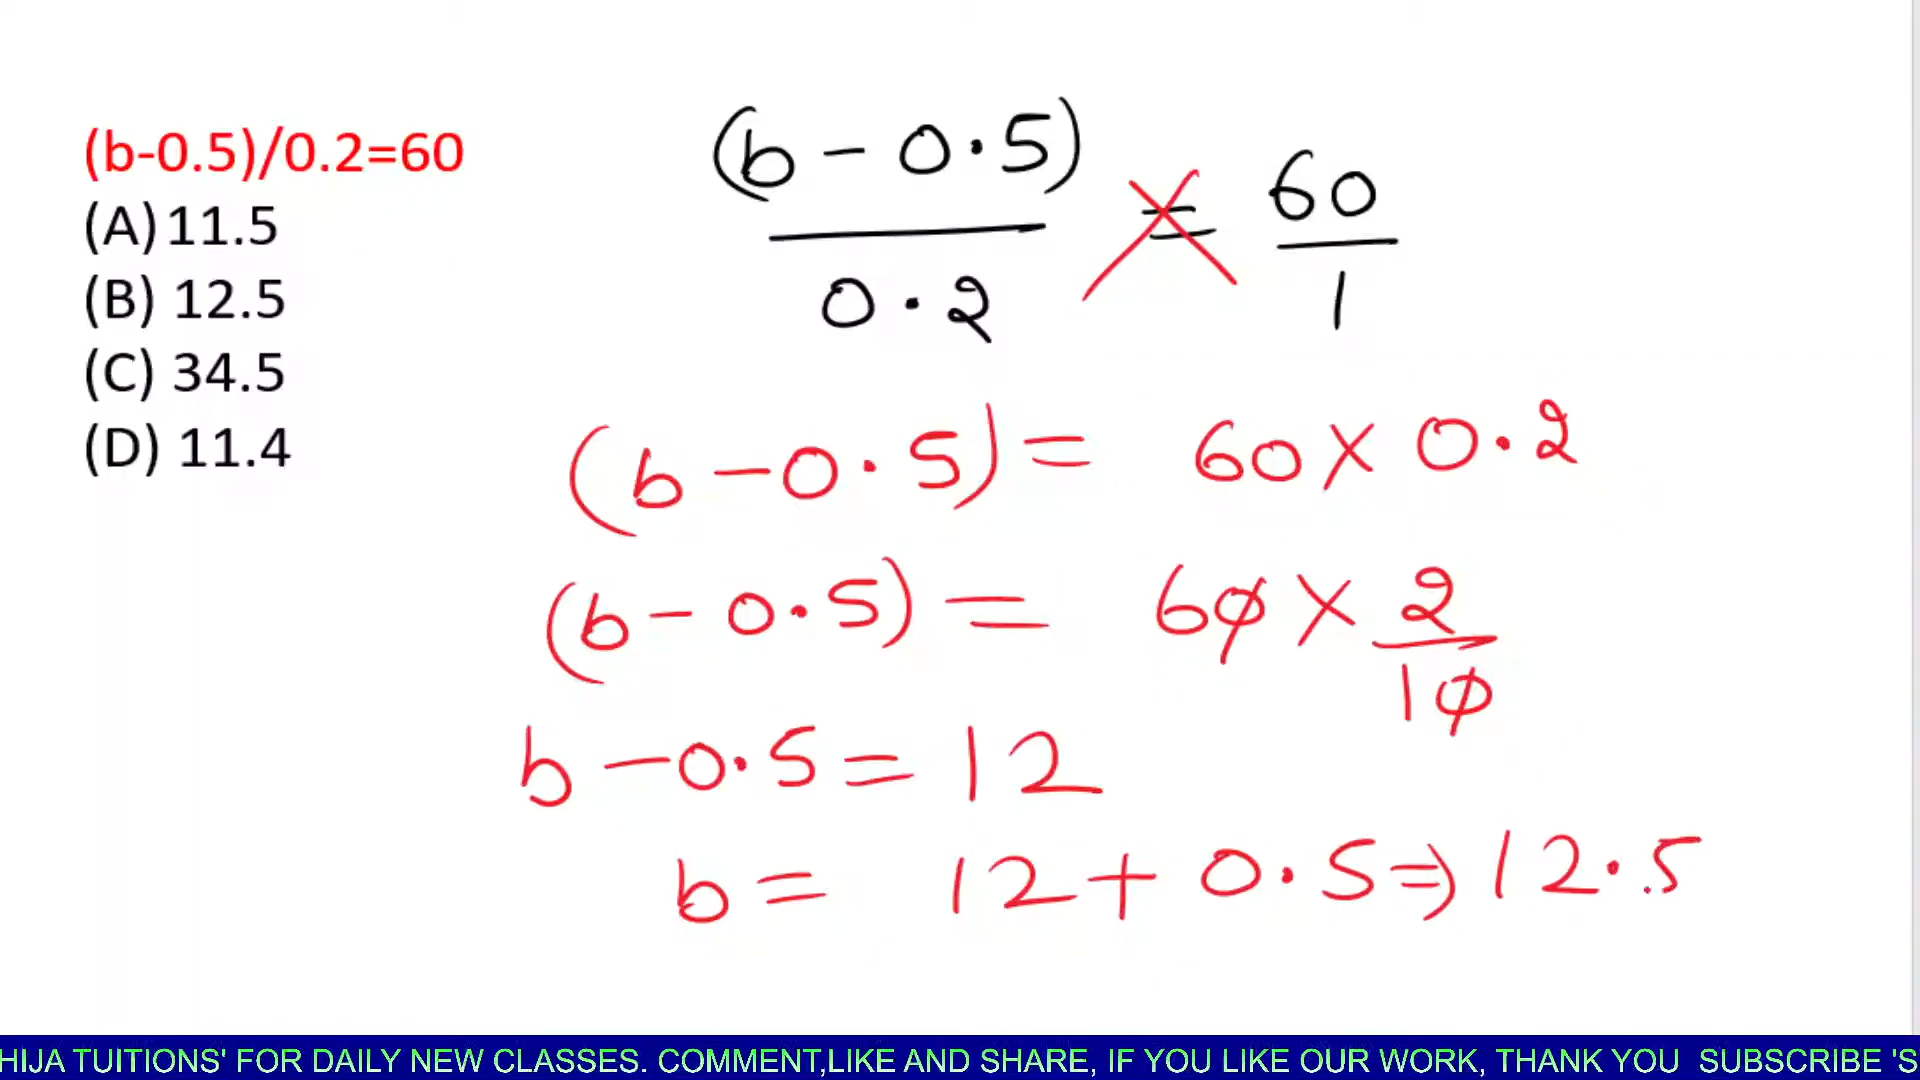 (b-0.5)/0.2=60
(A) 11.5
(B) 12.5
(C) 34.5
(D) 11.4
(b - 0.5)/0.2 = 60/1
(b - 0.5) = 60 × 0.2
(b - 0.5) = 60 × 2/10
b - 0.5 = 12
b = 12 + 0.5 ⇒ 12.5
HIJA TUITIONS' FOR DAILY NEW CLASSES. COMMENT,LIKE AND SHARE, IF YOU LIKE OUR WORK, THANK YOU SUBSCRIBE 'S